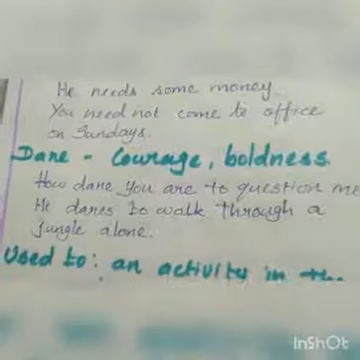 He needs some money.
You need not come to office
on Sundays.
Dare - Courage, boldness.
How dare you are to question me
He dares to walk through a
jungle alone.
Used to: an activity in
InShOt